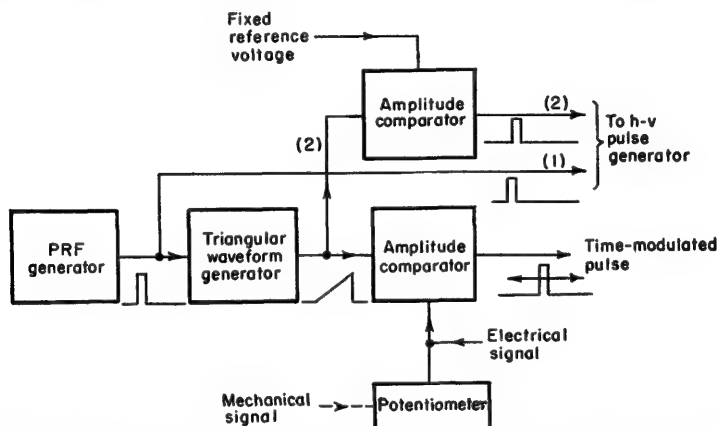 Fixed
reference
voltage
Amplitude
comparator
(2)
To h-v
pulse
generator
(2)
(1)
PRF
generator
Triangular
waveform
generator
Amplitude
comparator
Time-modulated
pulse
Electrical
signal
Mechanical
signal
Potentiometer